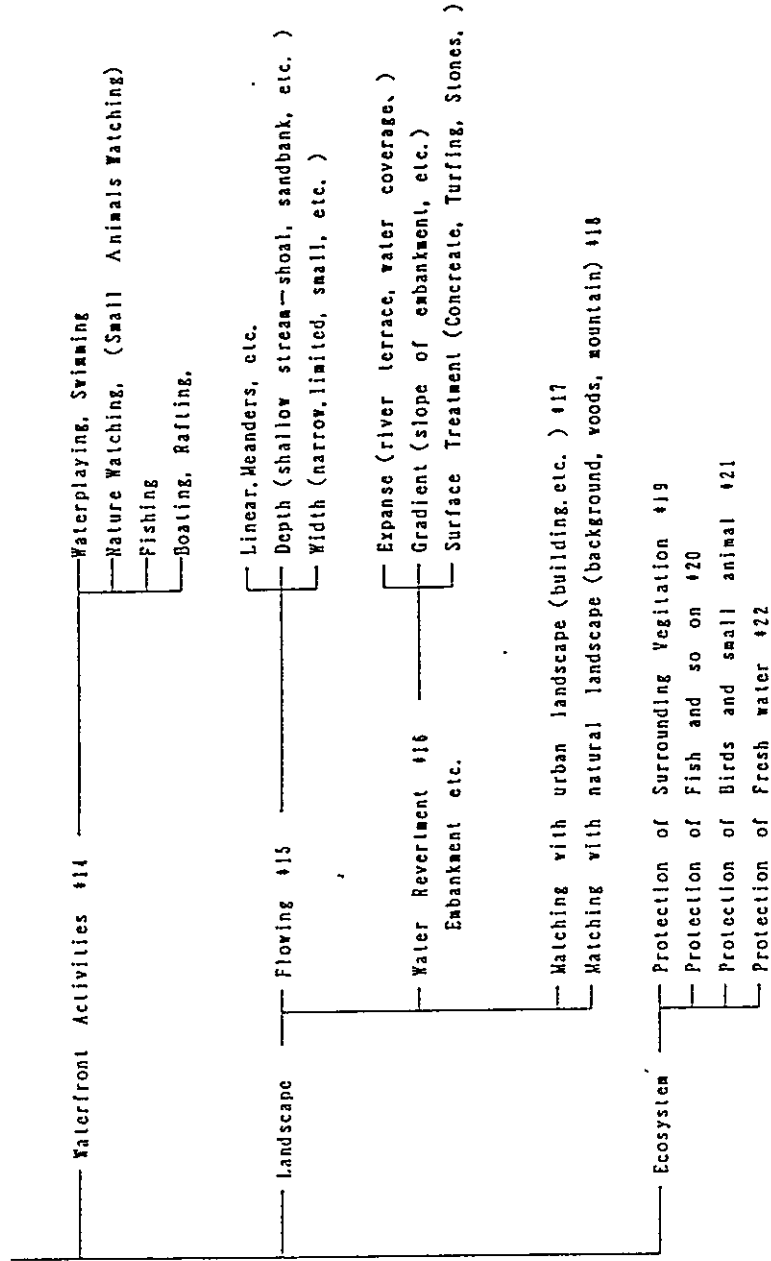 Waterfront Activities #14
Waterplaying, Swimming
Nature Watching, (Small Animals Watching)
Fishing
Boating, Rafting,
Landscape
Flowing #15
Linear, Meanders, etc.
Depth (shallow stream—shoal, sandbank, etc. )
Width (narrow, limited, small, etc. )
Water Revertment #16
Embankment etc.
Expanse (river terrace, water coverage, )
Gradient (slope of embankment, etc.)
Surface Treatment (Concreate, Turfing, Stones, )
Matching with urban landscape (building, etc. ) #17
Matching with natural landscape (background, woods, mountain) #18
Ecosystem
Protection of Surrounding Vegitation #19
Protection of Fish and so on #20
Protection of Birds and small animal #21
Protection of Fresh water #22